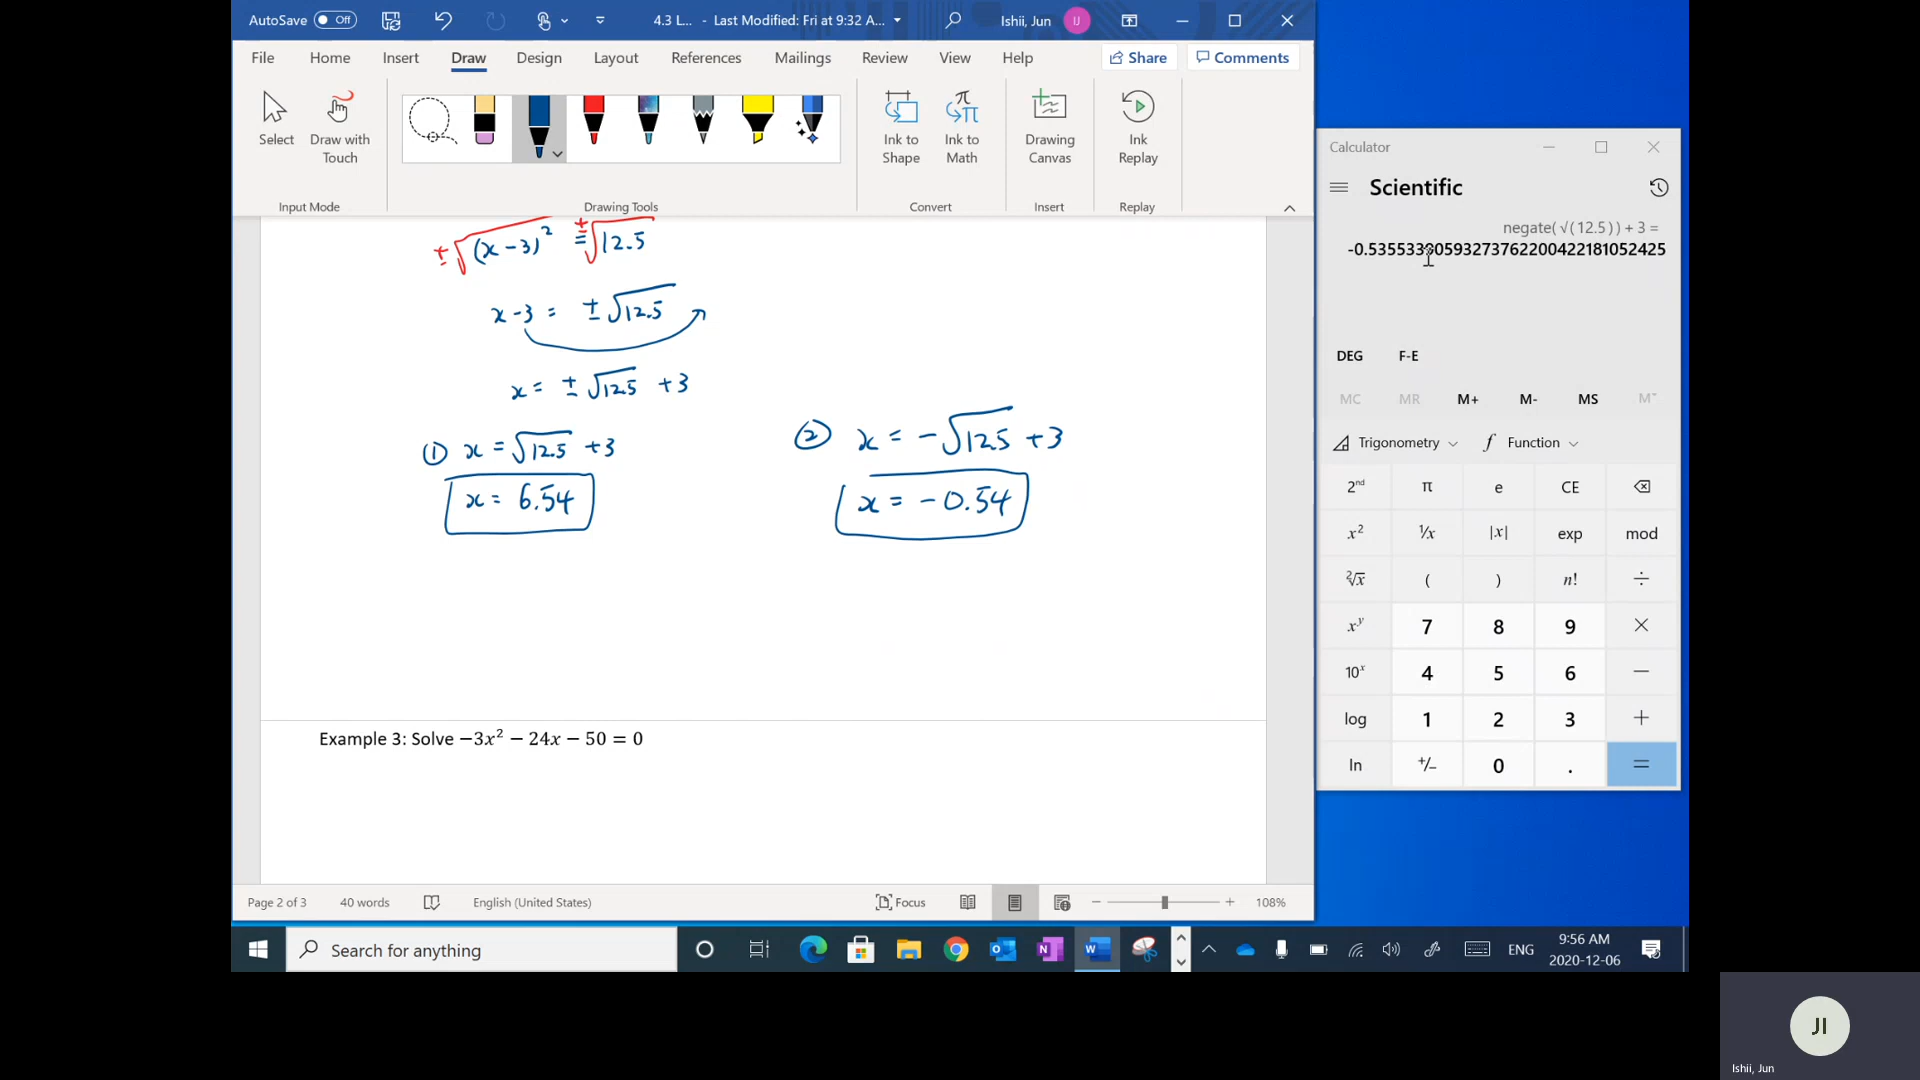 AutoSave Off 4.3 L... - Last Modified: Fri at 9:32 A... Ishii, Jun IJ
File Home Insert Draw Design Layout References Mailings Review View Help Share Comments
Select
Draw with Touch
Ink to Shape
Ink to Math
Drawing Canvas
Ink Replay
Input Mode Drawing Tools Convert Insert Replay
±√(x-3)² = ±√12.5
x-3 = ±√12.5
x = ±√12.5 +3
① x = √12.5 +3
x = 6.54
② x = -√12.5 +3
x = -0.54
Example 3: Solve −3x² − 24x − 50 = 0
Page 2 of 3 40 words English (United States) Focus 108%
Calculator
Scientific
negate( √( 12.5 ) ) + 3 =
DEG F-E
MC MR M+ M- MS M˅
Trigonometry f Function
2ⁿᵈ π e CE
x² ¹/x |x| exp mod
²√x ( ) n! ÷
xʸ 7 8 9 ×
10ˣ 4 5 6 −
log 1 2 3 +
ln +/− 0 . =
Search for anything
ENG
9:56 AM
2020-12-06
JI
Ishii, Jun